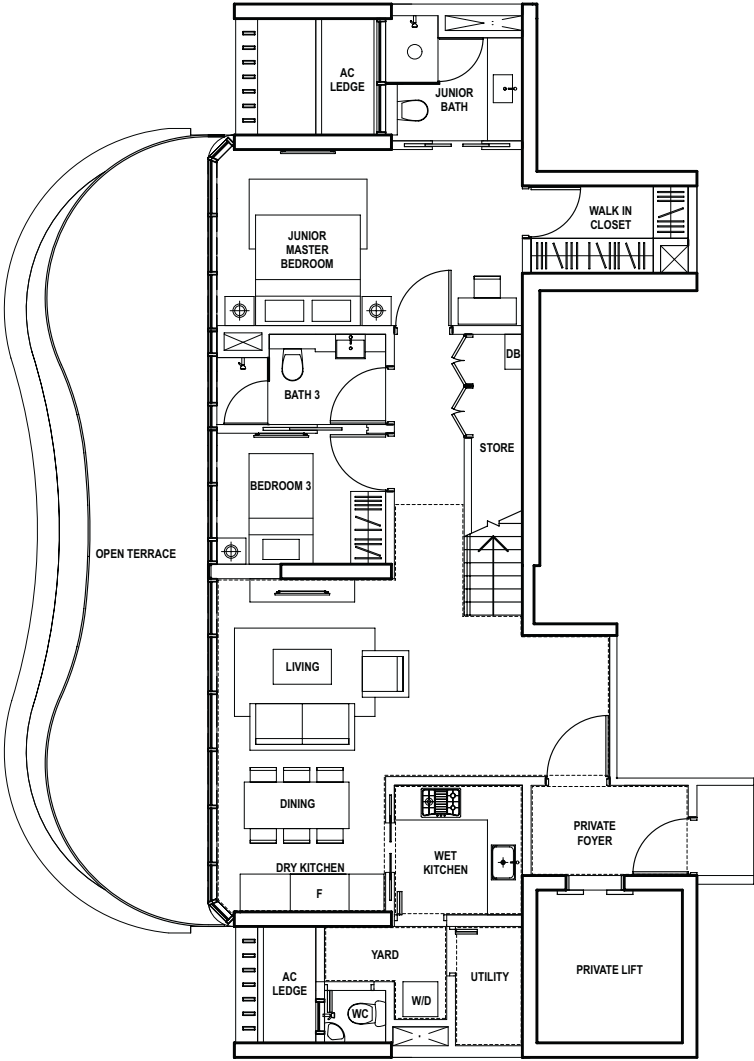 AC
LEDGE
JUNIOR
BATH
WALK IN
CLOSET
JUNIOR
MASTER
BEDROOM
DB
BATH 3
STORE
BEDROOM 3
OPEN TERRACE
LIVING
DINING
PRIVATE
FOYER
WET
KITCHEN
DRY KITCHEN
F
YARD
AC
LEDGE
UTILITY
PRIVATE LIFT
W/D
WC